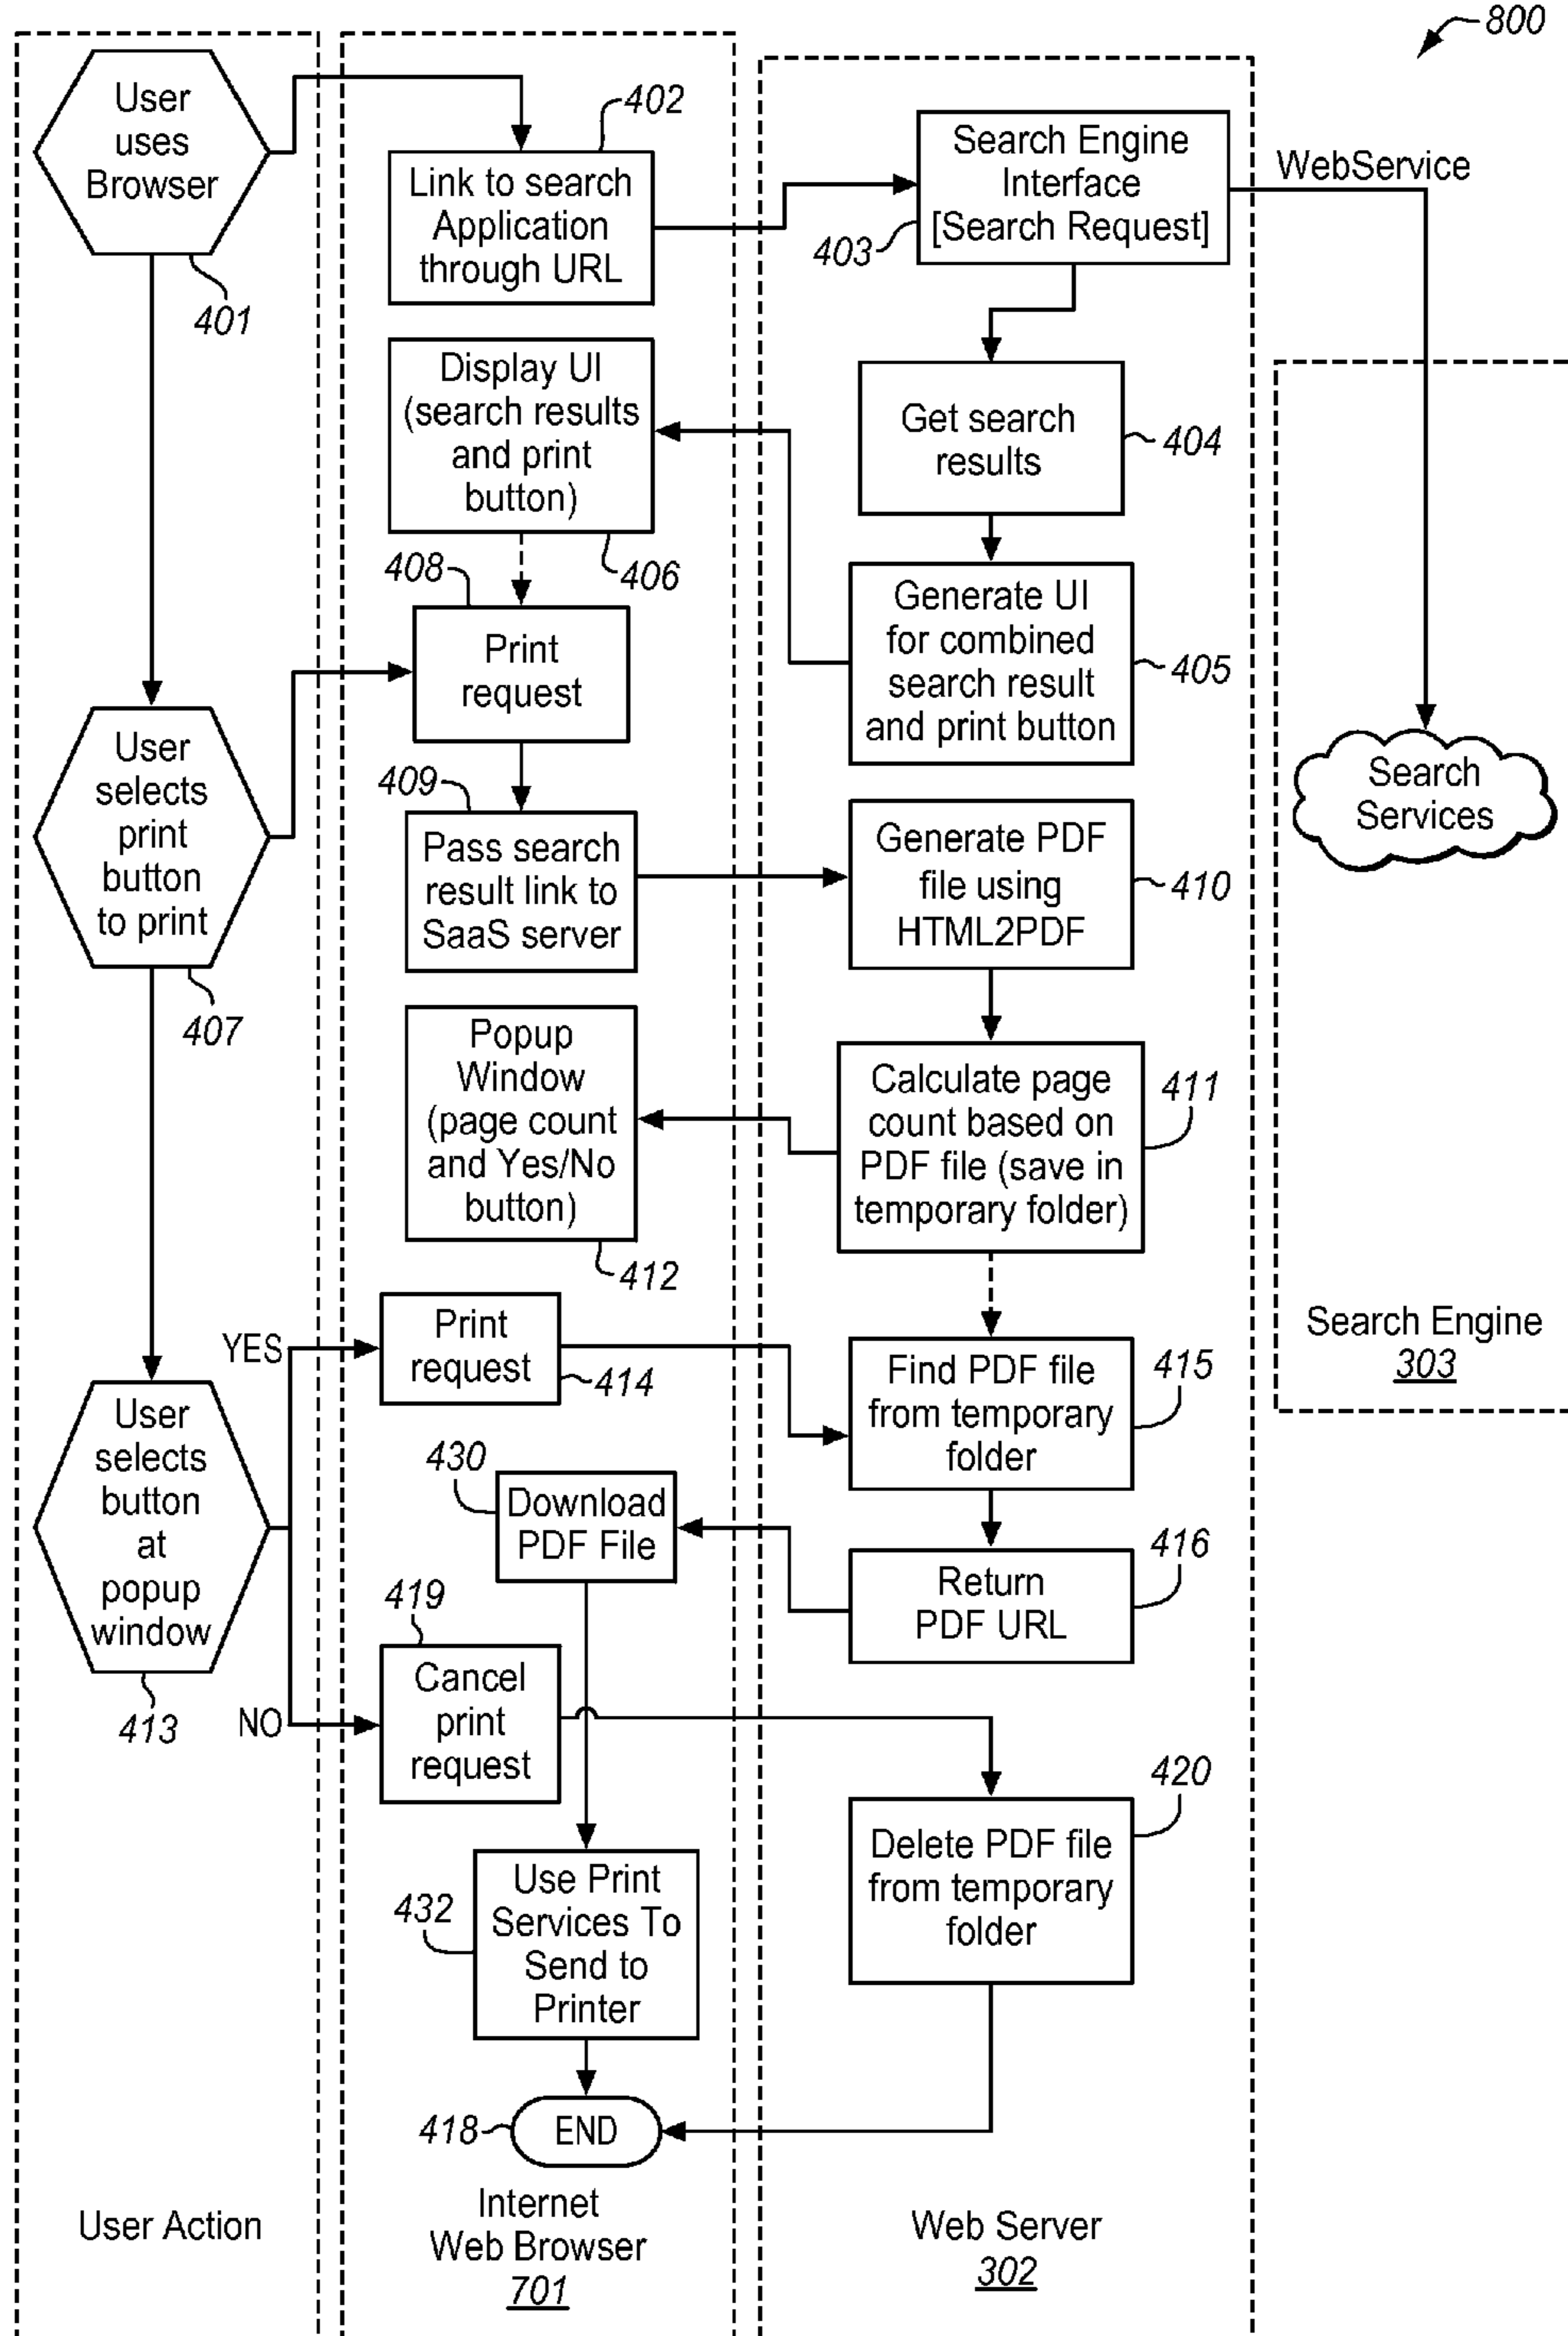 800
User
uses
Browser
401
402
Link to search
Application
through URL
Search Engine
Interface
[Search Request]
403
WebService
Display UI
(search results
and print
button)
406
Get search
results
404
408
Print
request
Generate UI
for combined
search result
and print button
405
User
selects
print
button
to print
407
Search
Services
409
Pass search
result link to
SaaS server
Generate PDF
file using
HTML2PDF
410
Popup
Window
(page count
and Yes/No
button)
412
Calculate page
count based on
PDF file (save in
temporary folder)
411
YES
Print
request
414
Find PDF file
from temporary
folder
415
Search Engine
303
User
selects
button
at
popup
window
413
430
Download
PDF File
Return
PDF URL
416
419
NO
Cancel
print
request
420
Delete PDF file
from temporary
folder
432
Use Print
Services To
Send to
Printer
418
END
User Action
Internet
Web Browser
701
Web Server
302